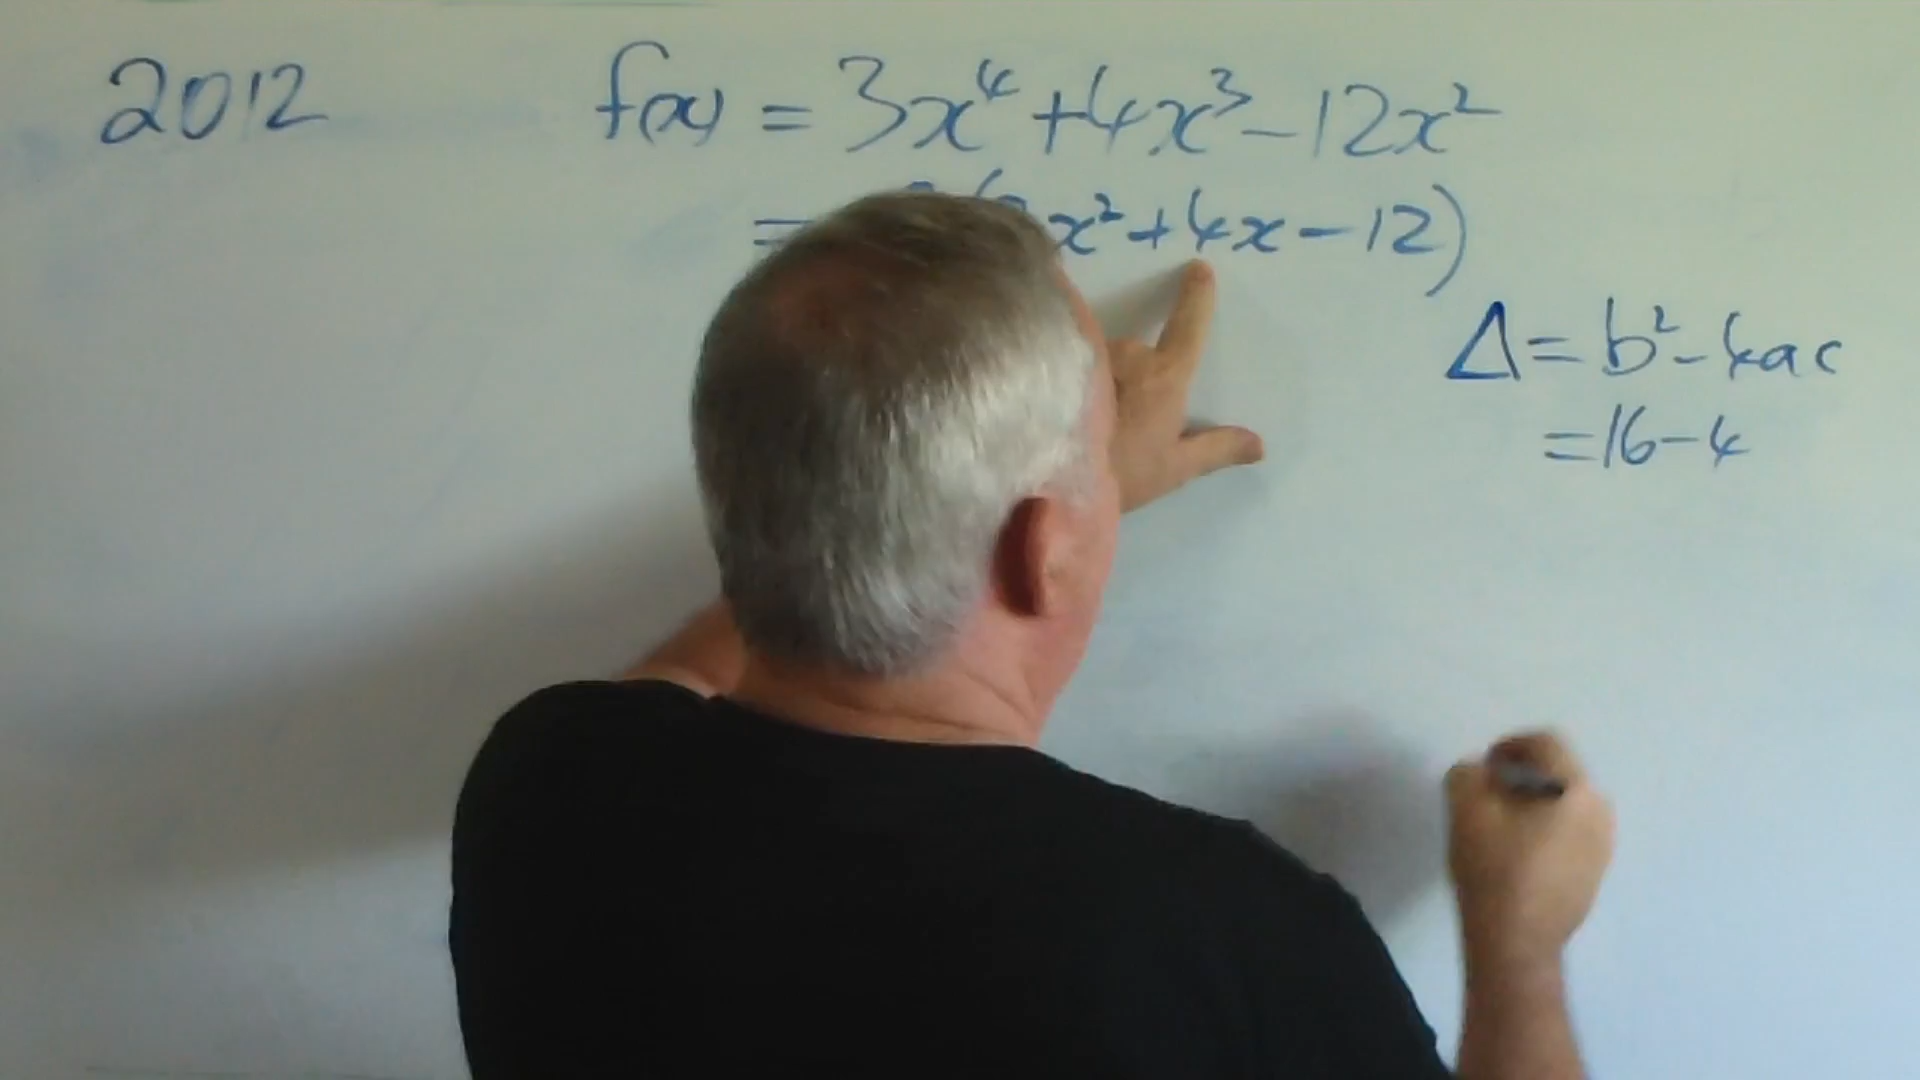 2012
f(x) = 3x⁴ + 4x³ - 12x²
= x² + 4x - 12)
Δ = b² - 4ac
= 16 - 4